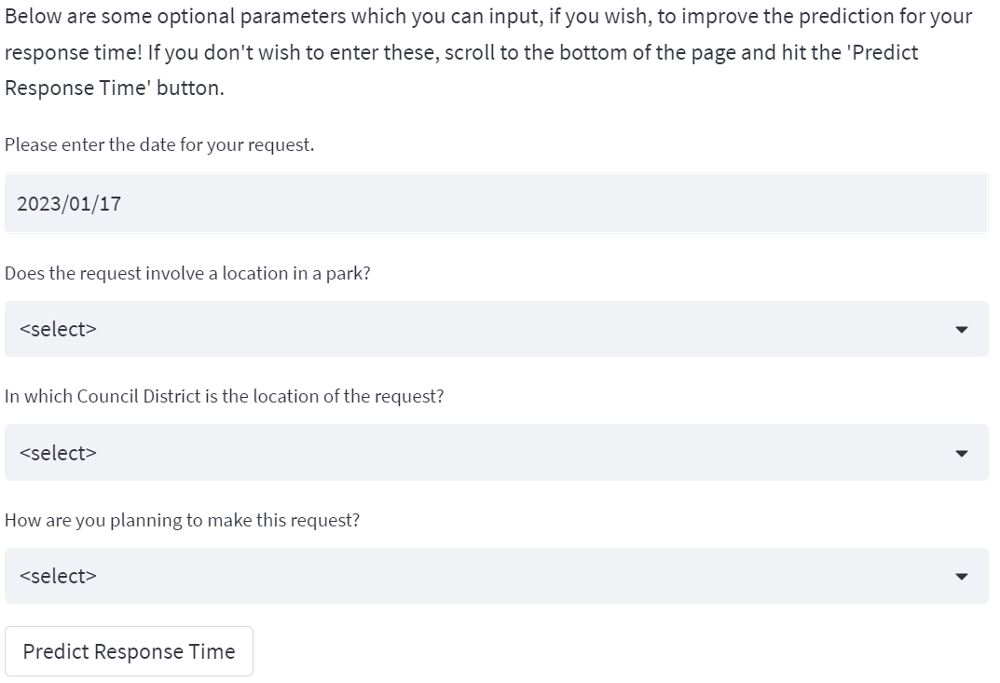 Below are some optional parameters which you can input, if you wish, to improve the prediction for your
response time! If you don't wish to enter these, scroll to the bottom of the page and hit the 'Predict
Response Time' button.
Please enter the date for your request.
2023/01/17
Does the request involve a location in a park?
<select>
In which Council District is the location of the request?
<select>
How are you planning to make this request?
<select>
Predict Response Time